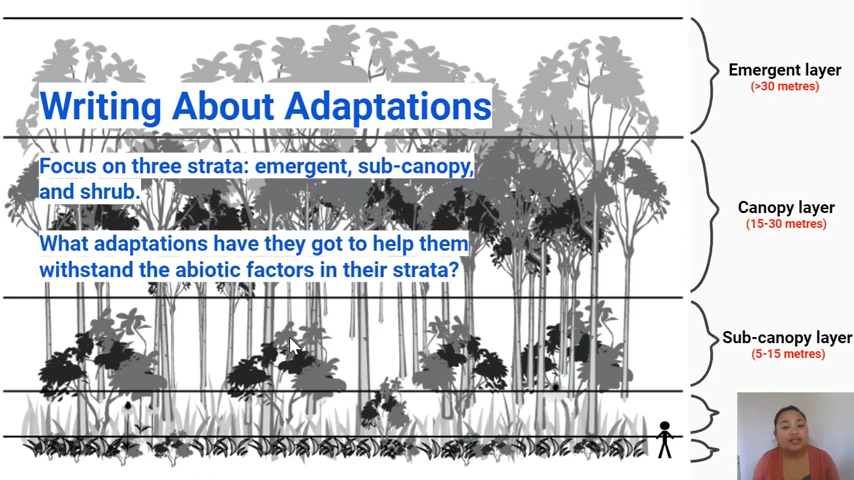 Writing About Adaptations
Focus on three strata: emergent, sub-canopy,
and shrub.
What adaptations have they got to help them
withstand the abiotic factors in their strata?
Emergent layer
(>30 metres)
Canopy layer
(15-30 metres)
Sub-canopy layer
(5-15 metres)